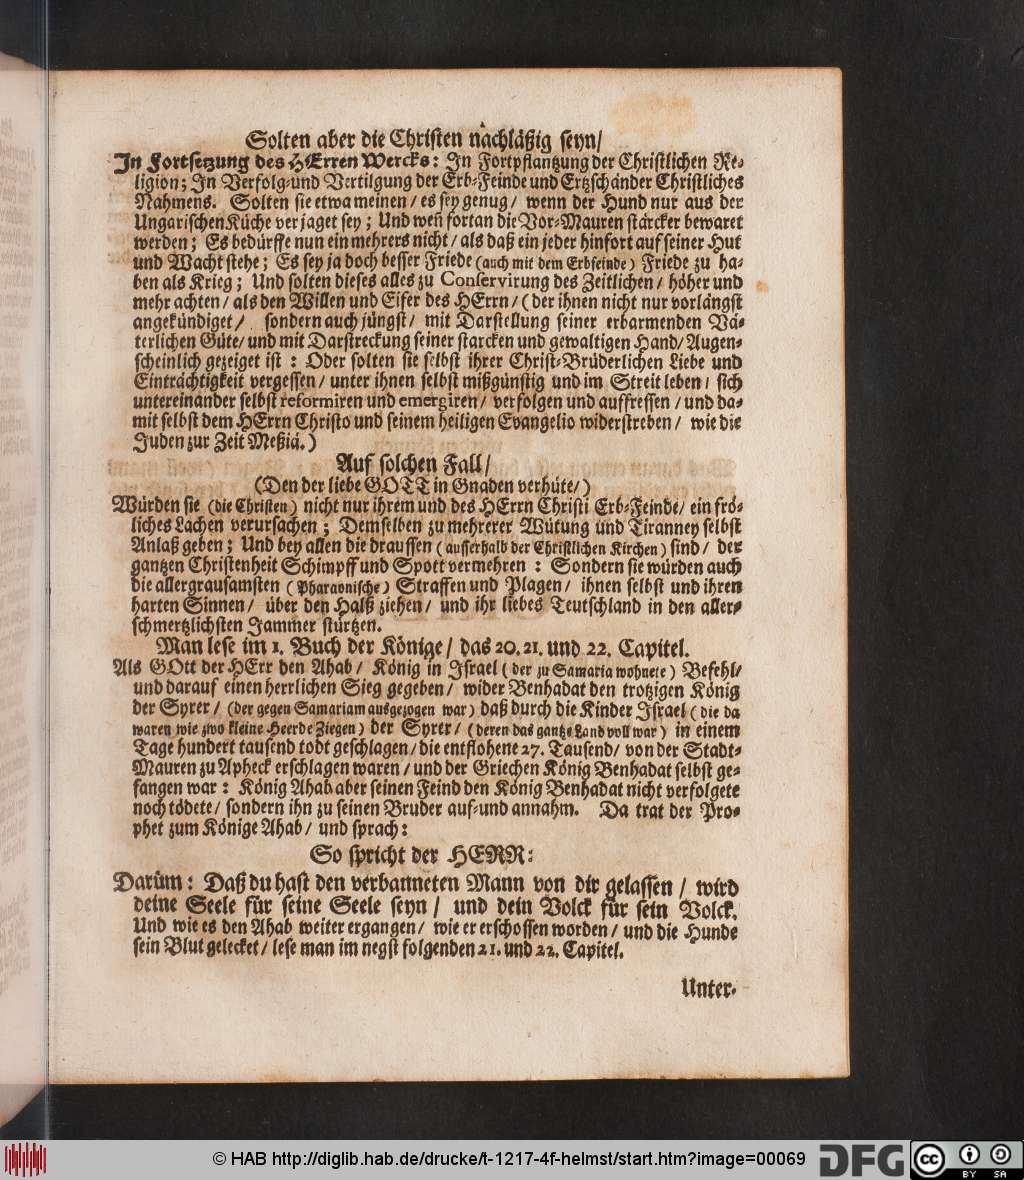 Solten aber die Christen nachläßig seyn/
In Fortsetzung des HErren Wercks: In Fortpflantzung der Christlichen Re-
ligion; In Verfolg-und Vertilgung der Erb-Feinde und Ertzschänder Christliches
Nahmens. Solten sie etwa meinen/ es sey genug/ wenn der Hund nur aus der
Ungarischen Küche verjaget sey; Und weñ fortan die Vor-Mauren stärcker bewaret
werden; Es bedürffe nun ein mehrers nicht/ als daß ein jeder hinfort auf seiner Hut
und Wacht stehe; Es sey ja doch besser Friede (auch mit dem Erbfeinde) Friede zu ha-
ben als Krieg; Und solten dieses alles zu Conservirung des Zeitlichen/ höher und
mehr achten/ als den Willen und Eifer des HErrn/ (der ihnen nicht nur vorlängst
angekündiget/ sondern auch jüngst/ mit Darstellung seiner erbarmenden Vä-
terlichen Güte/ und mit Darstreckung seiner starcken und gewaltigen Hand/ Augen-
scheinlich gezeiget ist: Oder solten sie selbst ihrer Christ-Brüderlichen Liebe und
Einträchtigkeit vergessen/ unter ihnen selbst mißgünstig und im Streit leben/ sich
untereinander selbst reformiren und emergiren/ verfolgen und auffressen/ und da-
mit selbst dem HErrn Christo und seinem heiligen Evangelio widerstreben/ wie die
Juden zur Zeit Meßiä.)
Auf solchen Fall/
(Den der liebe GOTT in Gnaden verhüte/)
Würden sie (die Christen) nicht nur ihrem und des HErrn Christi Erb-Feinde/ ein frö-
liches Lachen verursachen; Demselben zu mehrerer Wütung und Tiranney selbst
Anlaß geben; Und bey allen die draussen (ausserhalb der Christlichen Kirchen) sind/ der
gantzen Christenheit Schimpff und Spott vermehren: Sondern sie würden auch
die allergrausamsten (Pharaonische) Straffen und Plagen/ ihnen selbst und ihren
harten Sinnen/ über den Halß ziehen/ und ihr liebes Teutschland in den aller-
schmertzlichsten Jammer stürtzen.
Man lese im 1. Buch der Könige/ das 20. 21. und 22. Capitel.
Als GOtt der HErr den Ahab/ König in Israel (der zu Samaria wohnete) Befehl/
und darauf einen herrlichen Sieg gegeben/ wider Benhadat den trotzigen König
der Syrer/ (der gegen Samariam ausgezogen war) daß durch die Kinder Israel (die da
waren wie zwo kleine Heerde Ziegen) der Syrer/ (deren das gantze Land voll war) in einem
Tage hundert tausend todt geschlagen/ die entflohene 27. Tausend/ von der Stadt-
Mauren zu Apheck erschlagen waren/ und der Griechen König Benhadat selbst ge-
fangen war: König Ahab aber seinen Feind den König Benhadat nicht verfolgete
noch tödete/ sondern ihn zu seinen Bruder auf-und annahm. Da trat der Pro-
phet zum Könige Ahab/ und sprach:
So spricht der HERR:
Darüm: Daß du hast den verbanneten Mann von dir gelassen/ wird
deine Seele für seine Seele seyn/ und dein Volck für sein Volck.
Und wie es den Ahab weiter ergangen/ wie er erschossen worden/ und die Hunde
sein Blut gelecket/ lese man im negst folgenden 21. und 22. Capitel.
Unter-
© HAB http://diglib.hab.de/drucke/t-1217-4f-helmst/start.htm?image=00069
DFG
cc BY SA